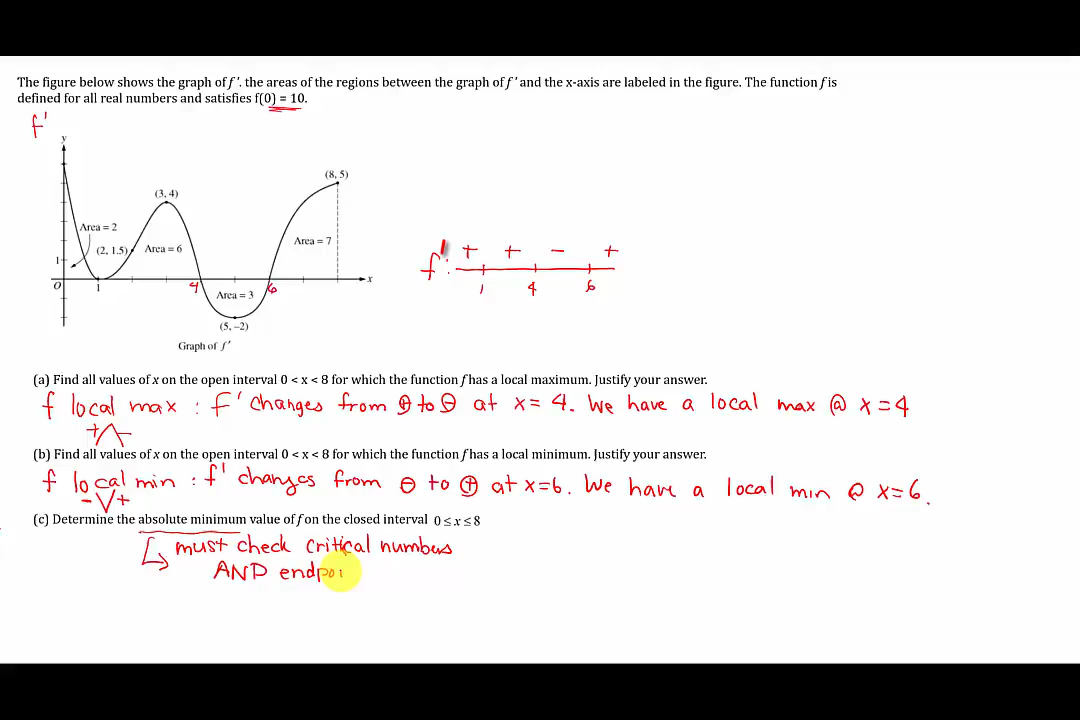 The figure below shows the graph of f '. the areas of the regions between the graph of f ' and the x-axis are labeled in the figure. The function f is
defined for all real numbers and satisfies f(0) = 10.
f'
y
(8, 5)
(3, 4)
Area = 2
(2, 1.5)
Area = 6
Area = 7
f': + + − +
1
1 4 6
O 1 4 6 x
Area = 3
(5, −2)
Graph of f '
(a) Find all values of x on the open interval 0 < x < 8 for which the function f has a local maximum. Justify your answer.
f local max : f' changes from ⊕ to ⊖ at x = 4. We have a local max @ x = 4
+ −
(b) Find all values of x on the open interval 0 < x < 8 for which the function f has a local minimum. Justify your answer.
f local min : f' changes from ⊖ to ⊕ at x=6. We have a local min @ x=6.
− +
(c) Determine the absolute minimum value of f on the closed interval 0 ≤ x ≤ 8
must check critical numbers
AND endpoi